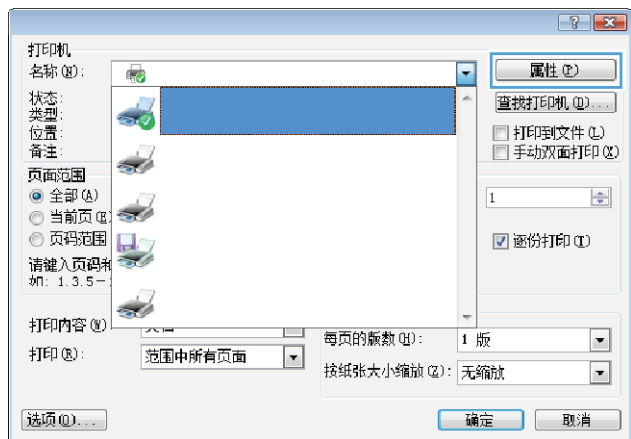 打印机
名称(N):
属性(P)
状态:
类型:
查找打印机(D)...
位置:
打印到文件(L)
备注:
手动双面打印(X)
页面范围
全部(A)
1
当前页(E)
页码范围
逐份打印(T)
请键入页码和
如: 1.3.5-
打印内容(W):
每页的版数(H):
1 版
打印(R):
范围中所有页面
按纸张大小缩放(Z):
无缩放
选项(O)...
确定
取消